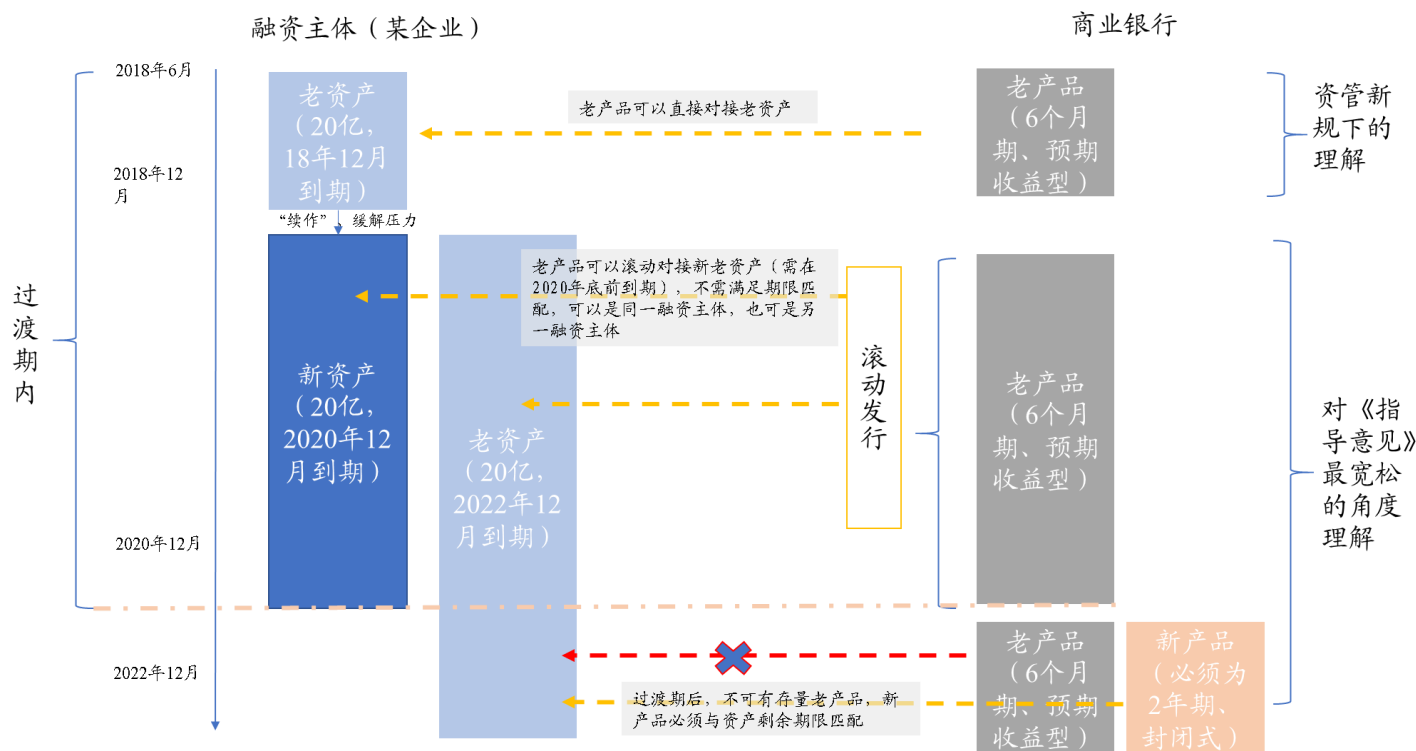 融资主体（某企业）
商业银行
2018年6月
2018年12
月
2020年12月
2022年12月
过
渡
期
内
老资产
（20亿，
18年12月
到期）
“续作”、缓解压力
新资产
（20亿，
2020年12
月到期）
老资产
（20亿，
2022年12
月到期）
老产品可以直接对接老资产
老产品可以滚动对接新老资产（需在
2020年底前到期），不需满足期限匹
配，可以是同一融资主体，也可是另
一融资主体
滚
动
发
行
过渡期后，不可有存量老产品，新
产品必须与资产剩余期限匹配
老产品
（6个月
期、预期
收益型）
老产品
（6个月
期、预期
收益型）
老产品
（6个月
期、预期
收益型）
新产品
（必须为
2年期、
封闭式）
资管新
规下的
理解
对《指
导意见》
最宽松
的角度
理解